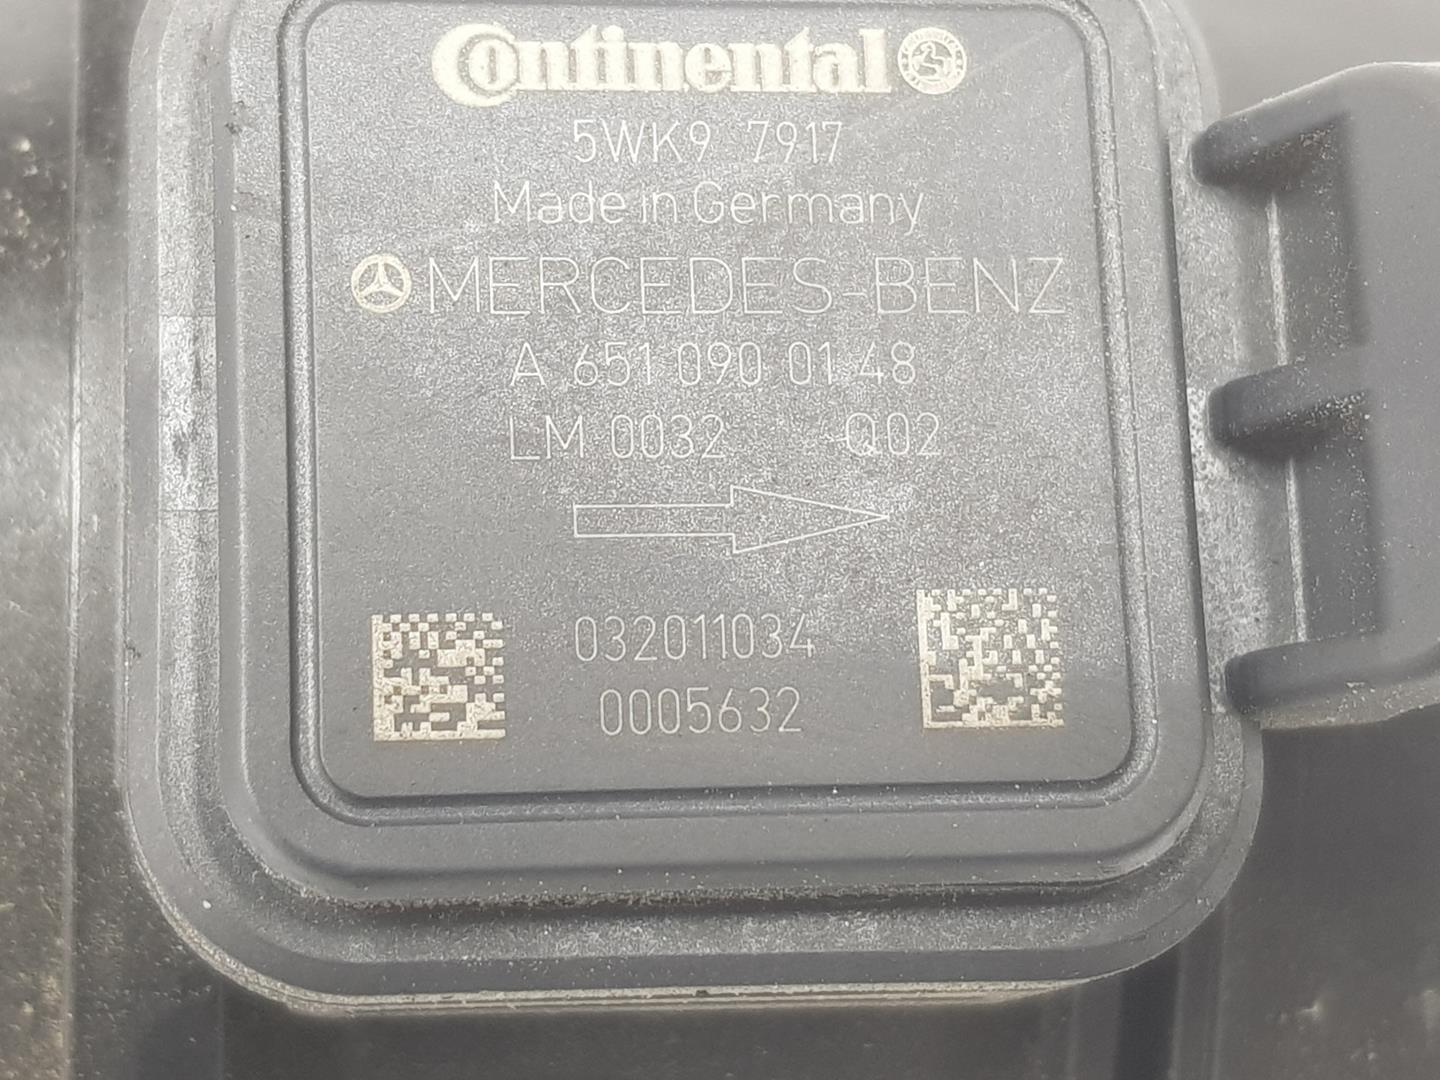 Continental
5WK9 7917
Made in Germany
MERCEDES-BENZ
A 651 090 01 48
LM 0032 Q02
032011034
0005632